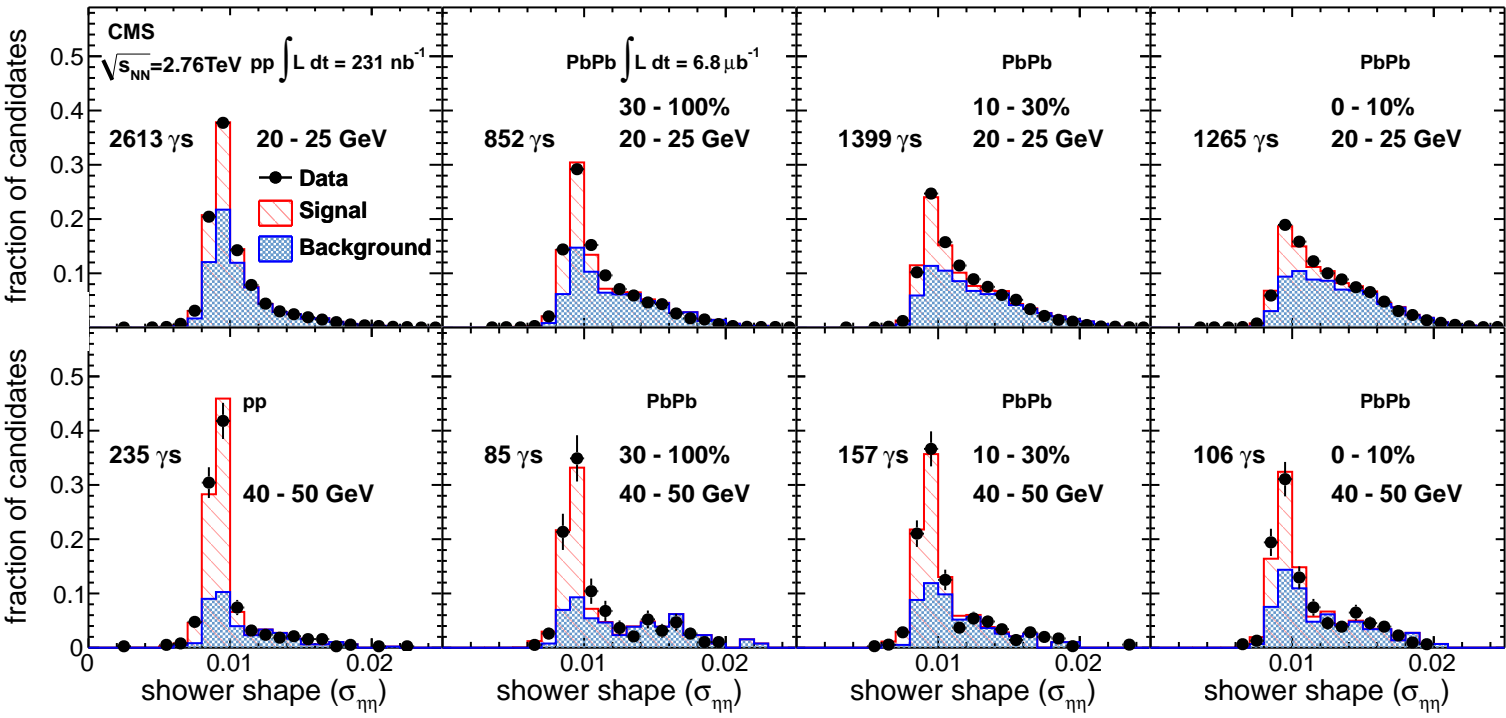 fraction of candidates
0.5
0.4
0.3
0.2
0.1
CMS
√s_NN=2.76TeV pp ∫L dt = 231 nb⁻¹
2613 γs 20 - 25 GeV
Data
Signal
Background
PbPb ∫L dt = 6.8 μb⁻¹
30 - 100%
852 γs 20 - 25 GeV
PbPb
10 - 30%
1399 γs 20 - 25 GeV
PbPb
0 - 10%
1265 γs 20 - 25 GeV
fraction of candidates
0.5
0.4
0.3
0.2
0.1
0
pp
235 γs
40 - 50 GeV
PbPb
85 γs 30 - 100%
40 - 50 GeV
PbPb
157 γs 10 - 30%
40 - 50 GeV
PbPb
106 γs 0 - 10%
40 - 50 GeV
0 0.01 0.02 0.01 0.02 0.01 0.02 0.01 0.02
shower shape (σ_ηη) shower shape (σ_ηη) shower shape (σ_ηη) shower shape (σ_ηη)